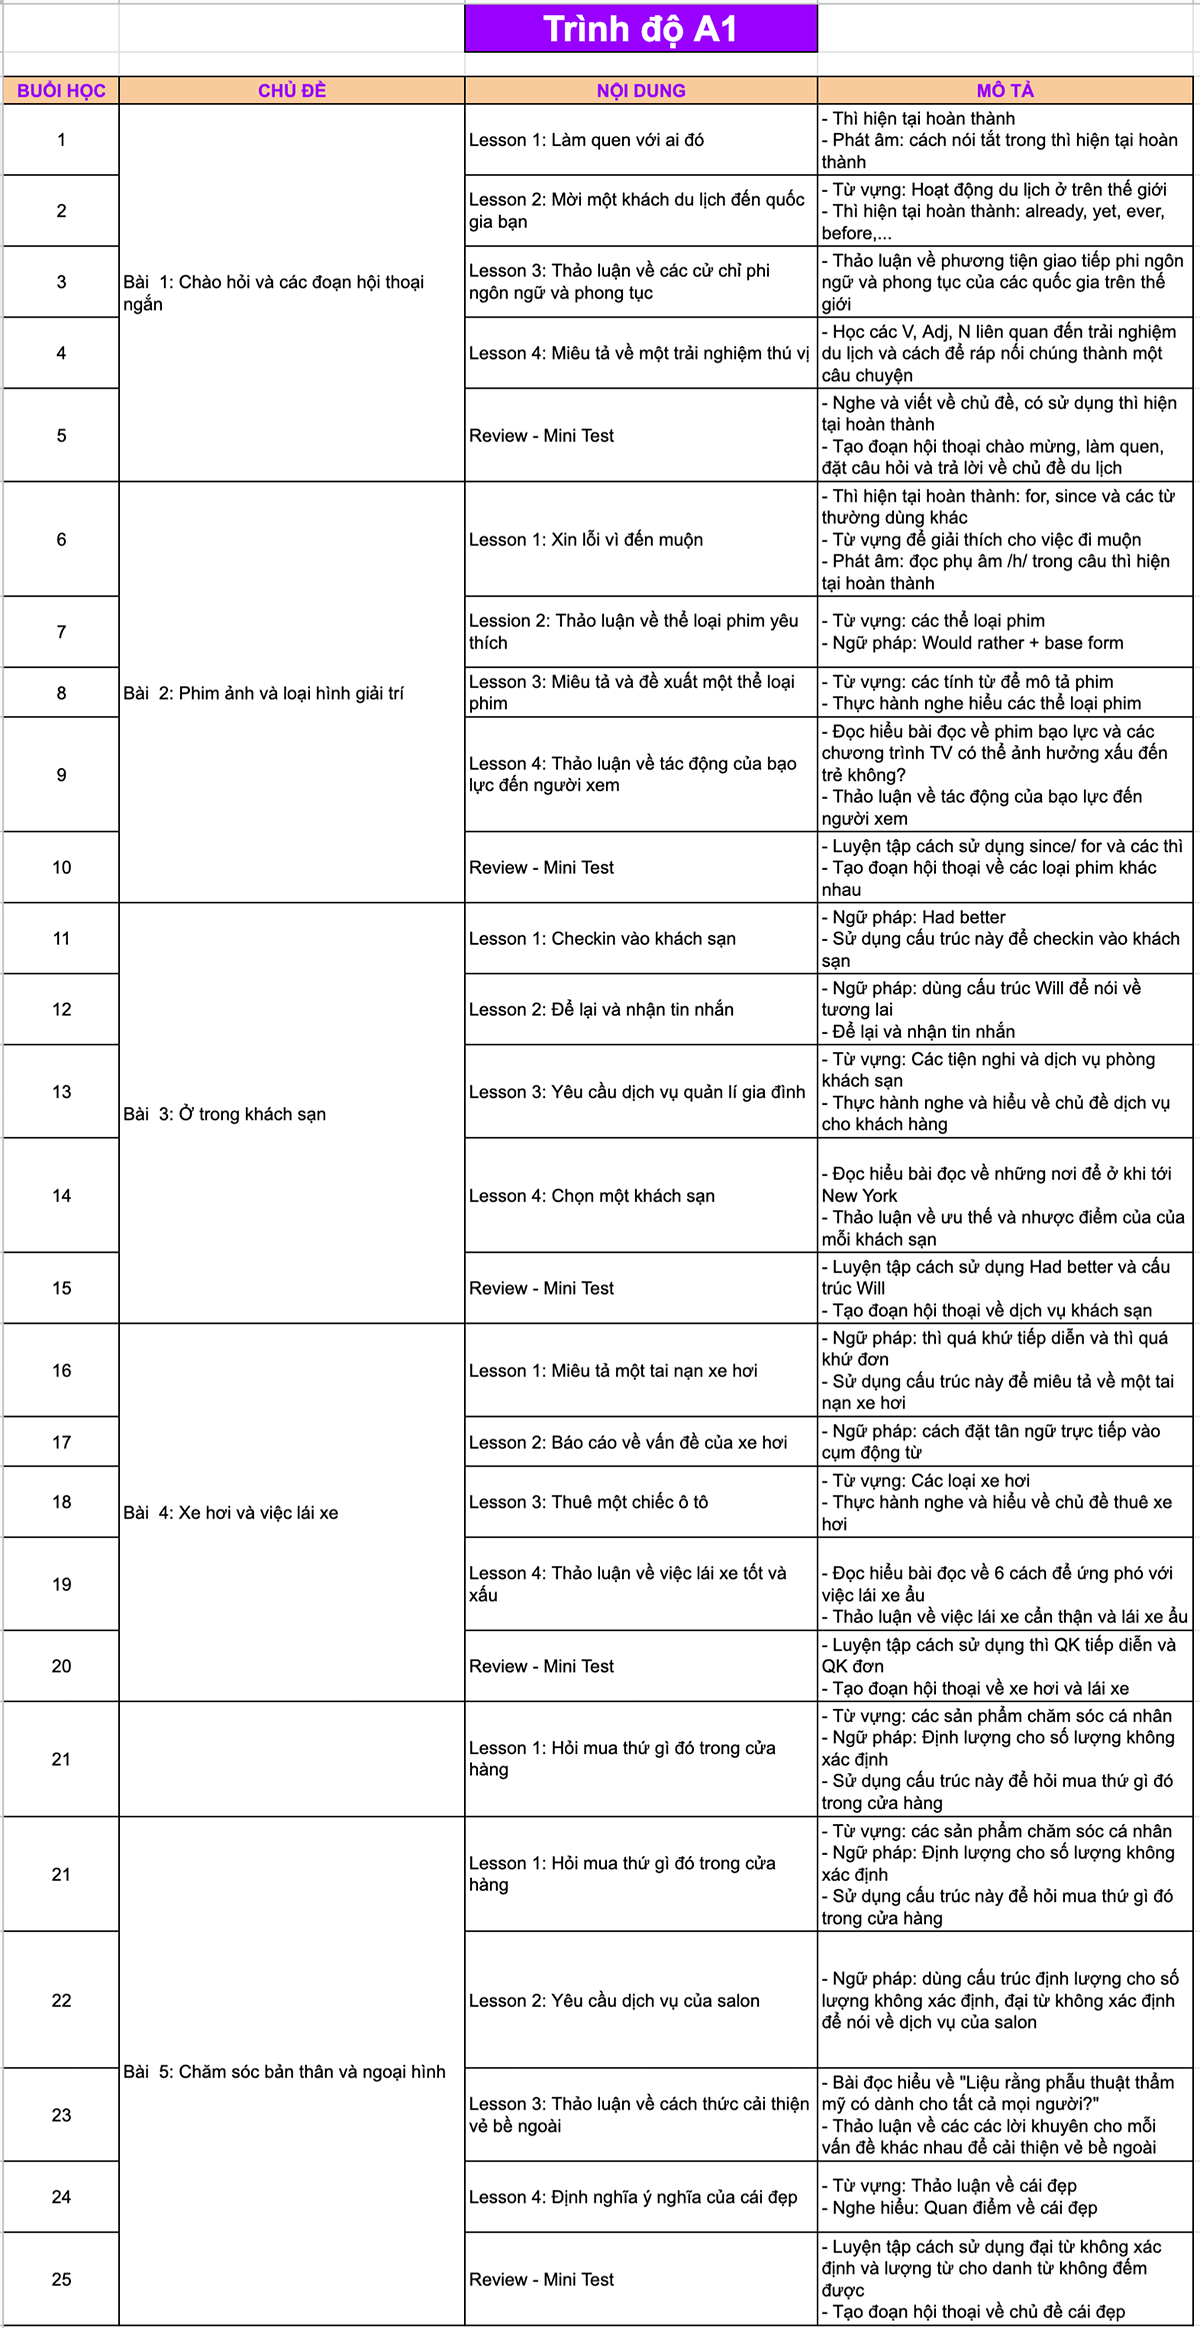 Trình độ A1
BUỔI HỌC CHỦ ĐỀ NỘI DUNG MÔ TẢ
1
Bài  1: Chào hỏi và các đoạn hội thoại
ngắn
Lesson 1: Làm quen với ai đó
- Thì hiện tại hoàn thành
- Phát âm: cách nói tắt trong thì hiện tại hoàn
thành
2
Lesson 2: Mời một khách du lịch đến quốc
gia bạn
- Từ vựng: Hoạt động du lịch ở trên thế giới
- Thì hiện tại hoàn thành: already, yet, ever,
before,...
3
Lesson 3: Thảo luận về các cử chỉ phi
ngôn ngữ và phong tục
- Thảo luận về phương tiện giao tiếp phi ngôn
ngữ và phong tục của các quốc gia trên thế
giới
4
Lesson 4: Miêu tả về một trải nghiệm thú vị
- Học các V, Adj, N liên quan đến trải nghiệm
du lịch và cách để ráp nối chúng thành một
câu chuyện
5
Review - Mini Test
- Nghe và viết về chủ đề, có sử dụng thì hiện
tại hoàn thành
- Tạo đoạn hội thoại chào mừng, làm quen,
đặt câu hỏi và trả lời về chủ đề du lịch
6
Bài  2: Phim ảnh và loại hình giải trí
Lesson 1: Xin lỗi vì đến muộn
- Thì hiện tại hoàn thành: for, since và các từ
thường dùng khác
- Từ vựng để giải thích cho việc đi muộn
- Phát âm: đọc phụ âm /h/ trong câu thì hiện
tại hoàn thành
7
Lession 2: Thảo luận về thể loại phim yêu
thích
- Từ vựng: các thể loại phim
- Ngữ pháp: Would rather + base form
8
Lesson 3: Miêu tả và đề xuất một thể loại
phim
- Từ vựng: các tính từ để mô tả phim
- Thực hành nghe hiểu các thể loại phim
9
Lesson 4: Thảo luận về tác động của bạo
lực đến người xem
- Đọc hiểu bài đọc về phim bạo lực và các
chương trình TV có thể ảnh hưởng xấu đến
trẻ không?
- Thảo luận về tác động của bạo lực đến
người xem
10
Review - Mini Test
- Luyện tập cách sử dụng since/ for và các thì
- Tạo đoạn hội thoại về các loại phim khác
nhau
11
Bài  3: Ở trong khách sạn
Lesson 1: Checkin vào khách sạn
- Ngữ pháp: Had better
- Sử dụng cấu trúc này để checkin vào khách
sạn
12
Lesson 2: Để lại và nhận tin nhắn
- Ngữ pháp: dùng cấu trúc Will để nói về
tương lai
- Để lại và nhận tin nhắn
13
Lesson 3: Yêu cầu dịch vụ quản lí gia đình
- Từ vựng: Các tiện nghi và dịch vụ phòng
khách sạn
- Thực hành nghe và hiểu về chủ đề dịch vụ
cho khách hàng
14
Lesson 4: Chọn một khách sạn
- Đọc hiểu bài đọc về những nơi để ở khi tới
New York
- Thảo luận về ưu thế và nhược điểm của của
mỗi khách sạn
15
Review - Mini Test
- Luyện tập cách sử dụng Had better và cấu
trúc Will
- Tạo đoạn hội thoại về dịch vụ khách sạn
16
Bài  4: Xe hơi và việc lái xe
Lesson 1: Miêu tả một tai nạn xe hơi
- Ngữ pháp: thì quá khứ tiếp diễn và thì quá
khứ đơn
- Sử dụng cấu trúc này để miêu tả về một tai
nạn xe hơi
17
Lesson 2: Báo cáo về vấn đề của xe hơi
- Ngữ pháp: cách đặt tân ngữ trực tiếp vào
cụm động từ
18
Lesson 3: Thuê một chiếc ô tô
- Từ vựng: Các loại xe hơi
- Thực hành nghe và hiểu về chủ đề thuê xe
hơi
19
Lesson 4: Thảo luận về việc lái xe tốt và
xấu
- Đọc hiểu bài đọc về 6 cách để ứng phó với
việc lái xe ẩu
- Thảo luận về việc lái xe cẩn thận và lái xe ẩu
20
Review - Mini Test
- Luyện tập cách sử dụng thì QK tiếp diễn và
QK đơn
- Tạo đoạn hội thoại về xe hơi và lái xe
21
Lesson 1: Hỏi mua thứ gì đó trong cửa
hàng
- Từ vựng: các sản phẩm chăm sóc cá nhân
- Ngữ pháp: Định lượng cho số lượng không
xác định
- Sử dụng cấu trúc này để hỏi mua thứ gì đó
trong cửa hàng
21
Bài  5: Chăm sóc bản thân và ngoại hình
Lesson 1: Hỏi mua thứ gì đó trong cửa
hàng
- Từ vựng: các sản phẩm chăm sóc cá nhân
- Ngữ pháp: Định lượng cho số lượng không
xác định
- Sử dụng cấu trúc này để hỏi mua thứ gì đó
trong cửa hàng
22
Lesson 2: Yêu cầu dịch vụ của salon
- Ngữ pháp: dùng cấu trúc định lượng cho số
lượng không xác định, đại từ không xác định
để nói về dịch vụ của salon
23
Lesson 3: Thảo luận về cách thức cải thiện
vẻ bề ngoài
- Bài đọc hiểu về "Liệu rằng phẫu thuật thẩm
mỹ có dành cho tất cả mọi người?"
- Thảo luận về các các lời khuyên cho mỗi
vấn đề khác nhau để cải thiện vẻ bề ngoài
24
Lesson 4: Định nghĩa ý nghĩa của cái đẹp
- Từ vựng: Thảo luận về cái đẹp
- Nghe hiểu: Quan điểm về cái đẹp
25
Review - Mini Test
- Luyện tập cách sử dụng đại từ không xác
định và lượng từ cho danh từ không đếm
được
- Tạo đoạn hội thoại về chủ đề cái đẹp